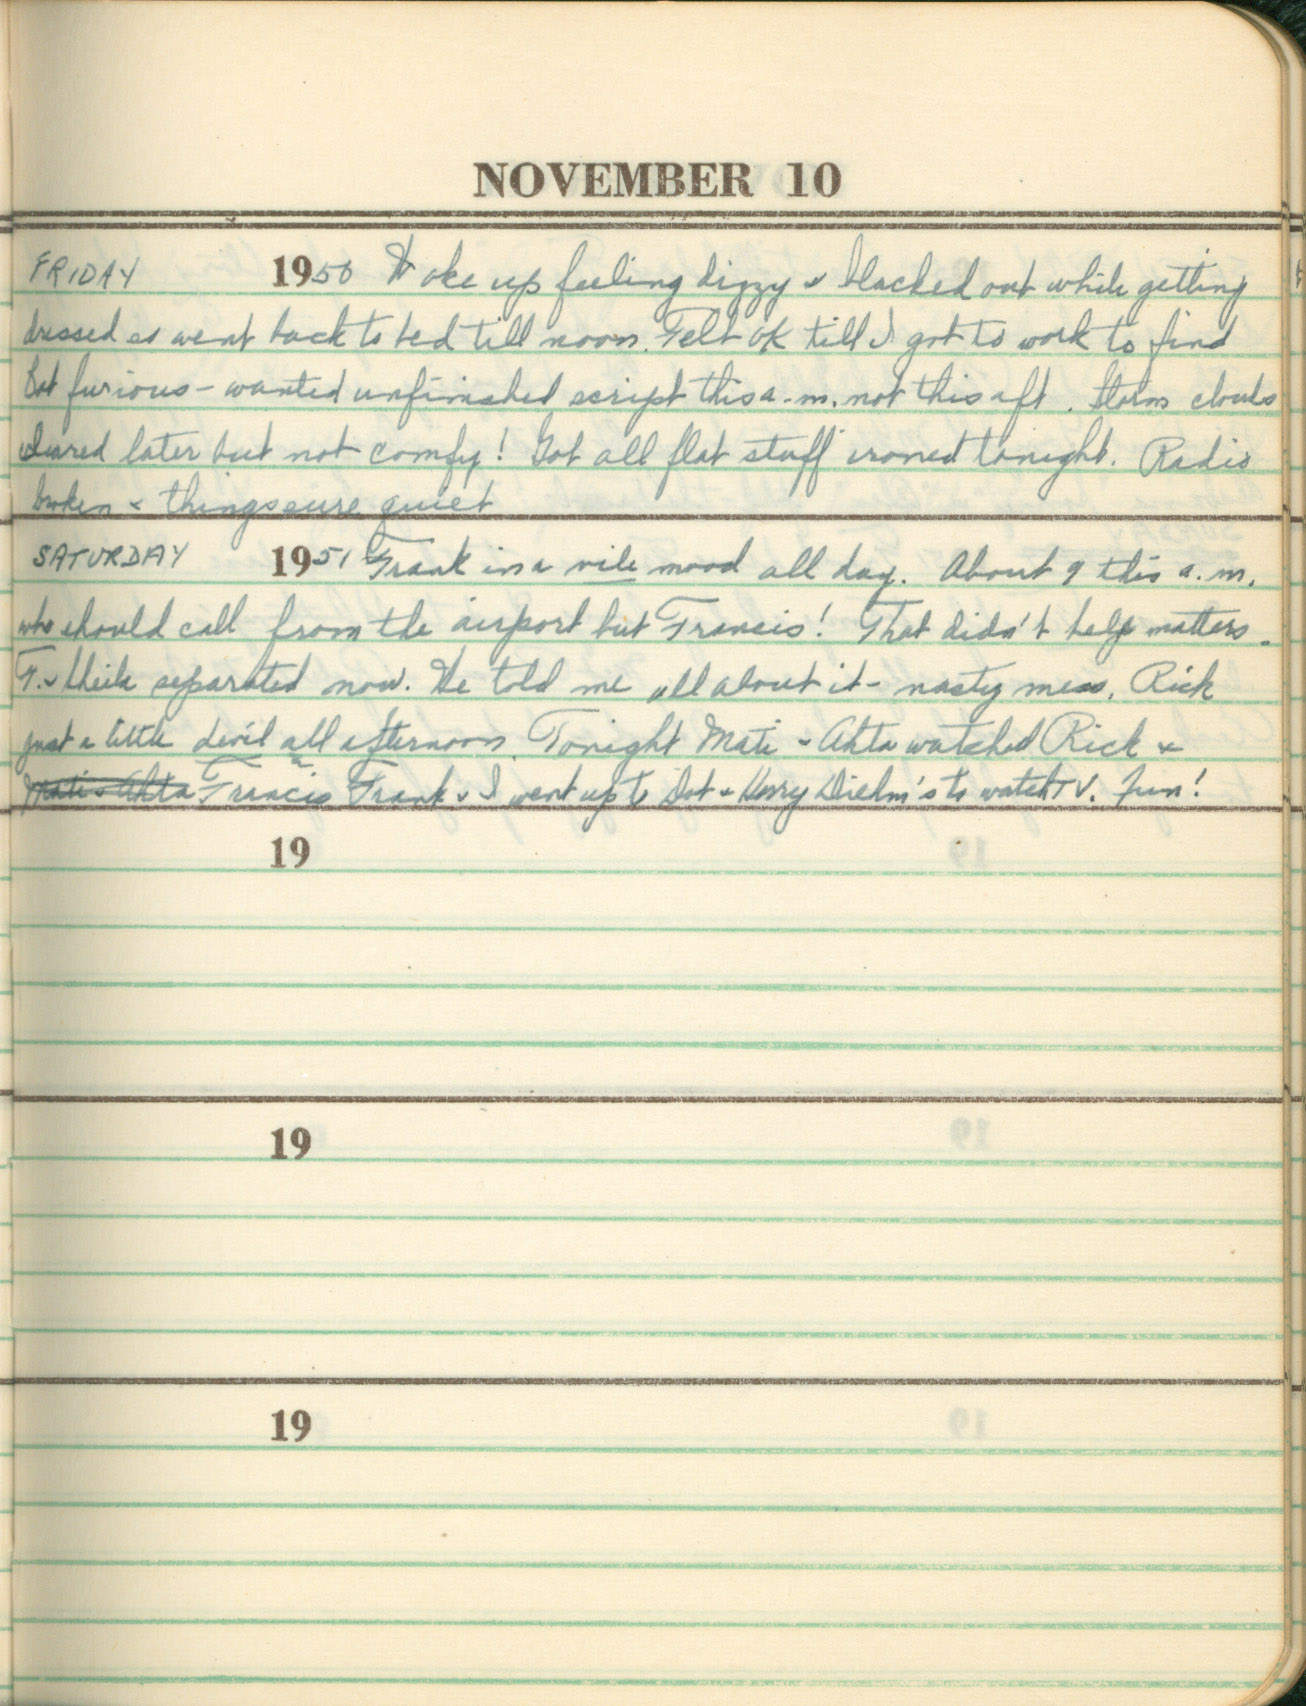 NOVEMBER 10
FRIDAY 1950 Woke up feeling dizzy & blacked out while getting
dressed so went back to bed till noon. Felt OK till I got to work to find
furious - wanted unfinished script this a.m. not this aft. Storm clouds
cleared later but not comfy! Got all flat stuff ironed tonight. Radio
broken & things sure quiet
SATURDAY 1951 Frank in a vile mood all day. About 9 this a.m.
who should call from the airport but Francis! That didn't help matters.
F. & Sheila separated now. He told me all about it - nasty mess. Rick
just a little devil all afternoon Tonight Mati & Ahta watched Rick &
Mati & Ahta Francis Frank & I went up to Dot & Harry Diehm's to watch TV. Fun!
19
19
19